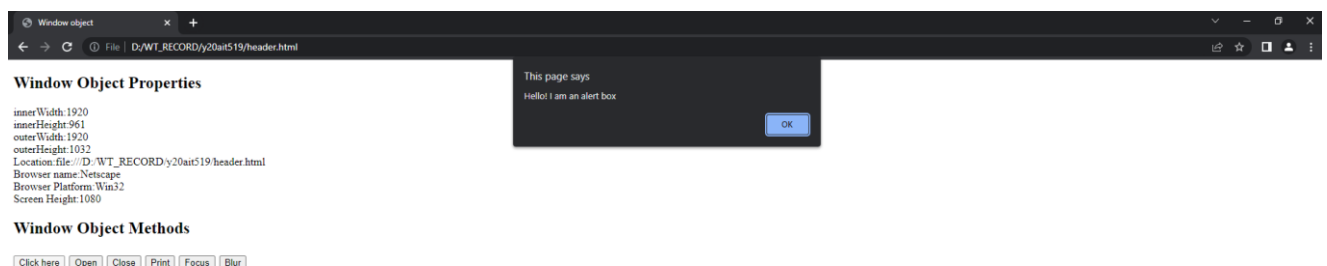 Window object
File | D:/WT_RECORD/y20ait519/header.html
This page says
Hello! I am an alert box
OK
Window Object Properties
innerWidth:1920
innerHeight:961
outerWidth:1920
outerHeight:1032
Location:file:///D:/WT_RECORD/y20ait519/header.html
Browser name:Netscape
Browser Platform:Win32
Screen Height:1080
Window Object Methods
Click here Open Close Print Focus Blur